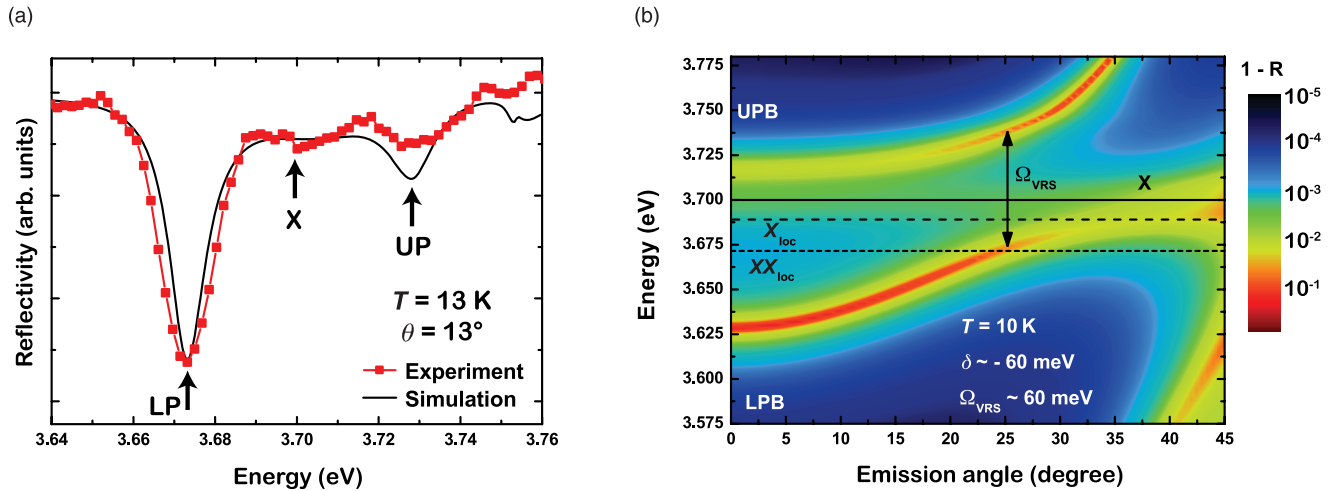 (a)
Reflectivity (arb. units)
LP
X
UP
T = 13 K
θ = 13°
Experiment
Simulation
3.64 3.66 3.68 3.70 3.72 3.74 3.76
Energy (eV)
(b)
Energy (eV)
3.775
3.750
3.725
3.700
3.675
3.650
3.625
3.600
3.575
UPB
X
Ω_VRS
X_loc
XX_loc
T = 10 K
δ ~ - 60 meV
Ω_VRS ~ 60 meV
LPB
0 5 10 15 20 25 30 35 40 45
Emission angle (degree)
1 - R
10⁻⁵
10⁻⁴
10⁻³
10⁻²
10⁻¹